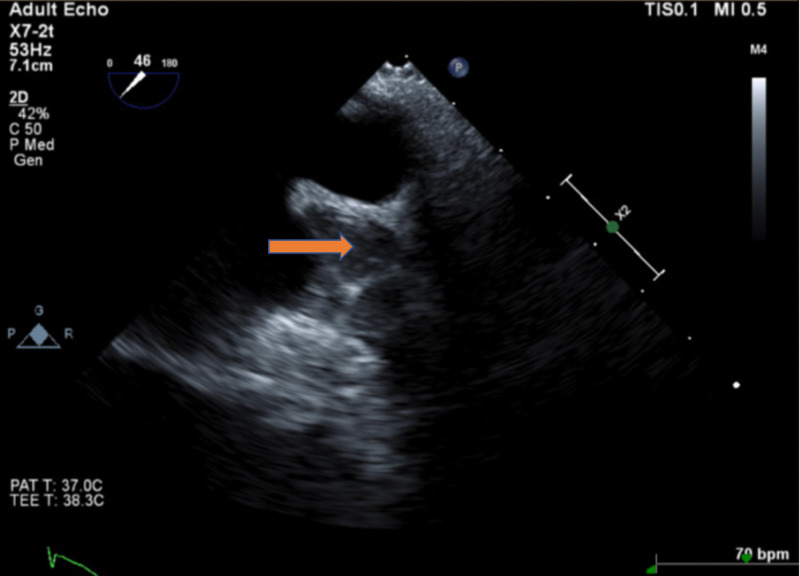 Adult Echo
TIS0.1 MI 0.5
X7-2t
53Hz
7.1cm
0 46 180
P
M4
2D
42%
C 50
P Med
Gen
X2
G
P R
PAT T: 37.0C
TEE T: 38.3C
70 bpm